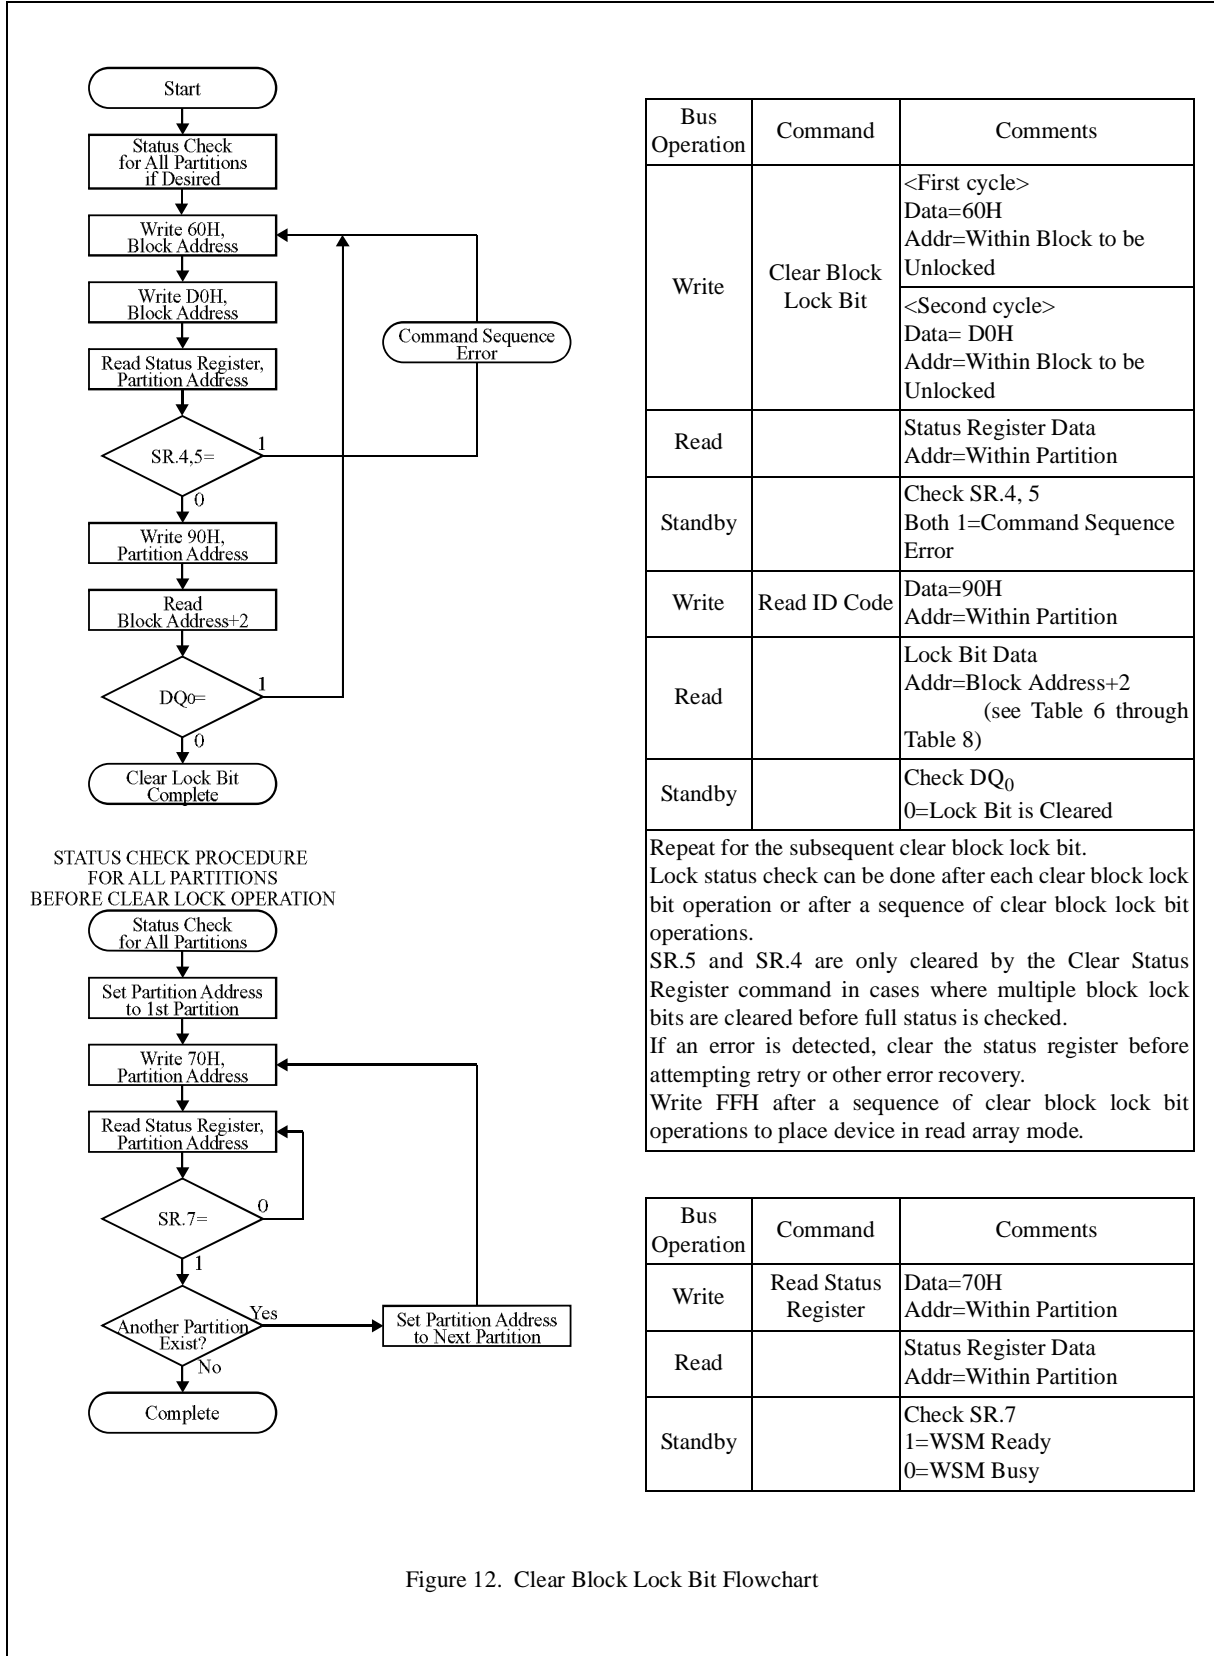 Start
Status Check
for All Partitions
if Desired
Write 60H,
Block Address
Write D0H,
Block Address
Command Sequence
Error
Read Status Register,
Partition Address
1
SR.4,5=
0
Write 90H,
Partition Address
Read
Block Address+2
1
DQ0=
0
Clear Lock Bit
Complete
STATUS CHECK PROCEDURE
FOR ALL PARTITIONS
BEFORE CLEAR LOCK OPERATION
Status Check
for All Partitions
Set Partition Address
to 1st Partition
Write 70H,
Partition Address
Read Status Register,
Partition Address
0
SR.7=
1
Yes
Another Partition
Exist?
Set Partition Address
to Next Partition
No
Complete
Bus
Operation
Command
Comments
Write
Clear Block
Lock Bit
<First cycle>
Data=60H
Addr=Within Block to be
Unlocked
<Second cycle>
Data= D0H
Addr=Within Block to be
Unlocked
Read
Status Register Data
Addr=Within Partition
Standby
Check SR.4, 5
Both 1=Command Sequence
Error
Write
Read ID Code
Data=90H
Addr=Within Partition
Read
Lock Bit Data
Addr=Block Address+2
(see Table 6 through
Table 8)
Standby
Check DQ0
0=Lock Bit is Cleared
Repeat for the subsequent clear block lock bit.
Lock status check can be done after each clear block lock
bit operation or after a sequence of clear block lock bit
operations.
SR.5 and SR.4 are only cleared by the Clear Status
Register command in cases where multiple block lock
bits are cleared before full status is checked.
If an error is detected, clear the status register before
attempting retry or other error recovery.
Write FFH after a sequence of clear block lock bit
operations to place device in read array mode.
Bus
Operation
Command
Comments
Write
Read Status
Register
Data=70H
Addr=Within Partition
Read
Status Register Data
Addr=Within Partition
Standby
Check SR.7
1=WSM Ready
0=WSM Busy
Figure 12. Clear Block Lock Bit Flowchart